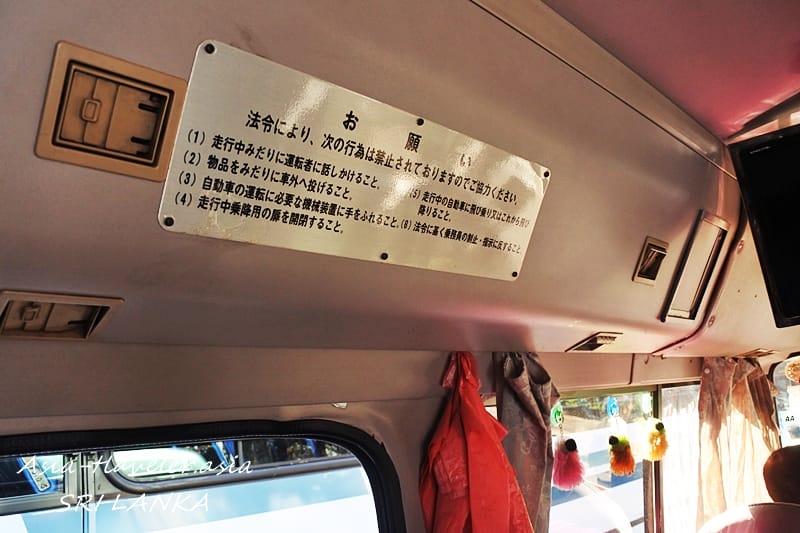 お願い
法令により、次の行為は禁止されておりますのでご協力ください。
(1) 走行中みだりに運転者に話しかけること。
(2) 物品をみだりに車外へ投げること。
(3) 自動車の運転に必要な機械装置に手をふれること。
(4) 走行中乗降用の扉を開閉すること。
(5) 走行中の自動車に飛び乗り又はこれから飛び
降りること。
(6) 法令に基く乗務員の制止・指示に反すること。
Asia-Haveler.asia
SRI LANKA
AA